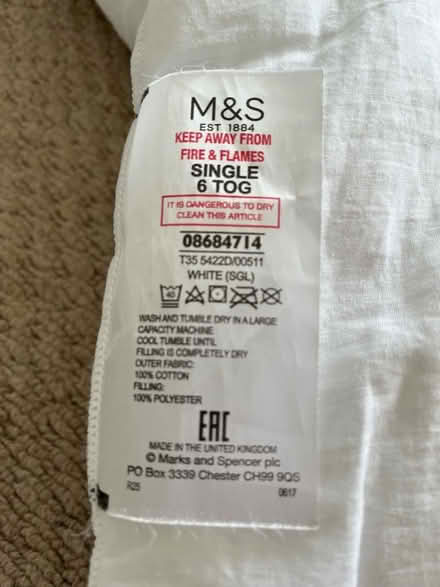 M&S
EST 1884
KEEP AWAY FROM
FIRE & FLAMES
SINGLE
6 TOG
IT IS DANGEROUS TO DRY
CLEAN THIS ARTICLE
08684714
T35 5422D/00511
WHITE (SGL)
40
WASH AND TUMBLE DRY IN A LARGE
CAPACITY MACHINE
COOL TUMBLE UNTIL
FILLING IS COMPLETELY DRY
OUTER FABRIC:
100% COTTON
FILLING:
100% POLYESTER
EAC
MADE IN THE UNITED KINGDOM
© Marks and Spencer plc
PO Box 3339 Chester CH99 9QS
R25 0617